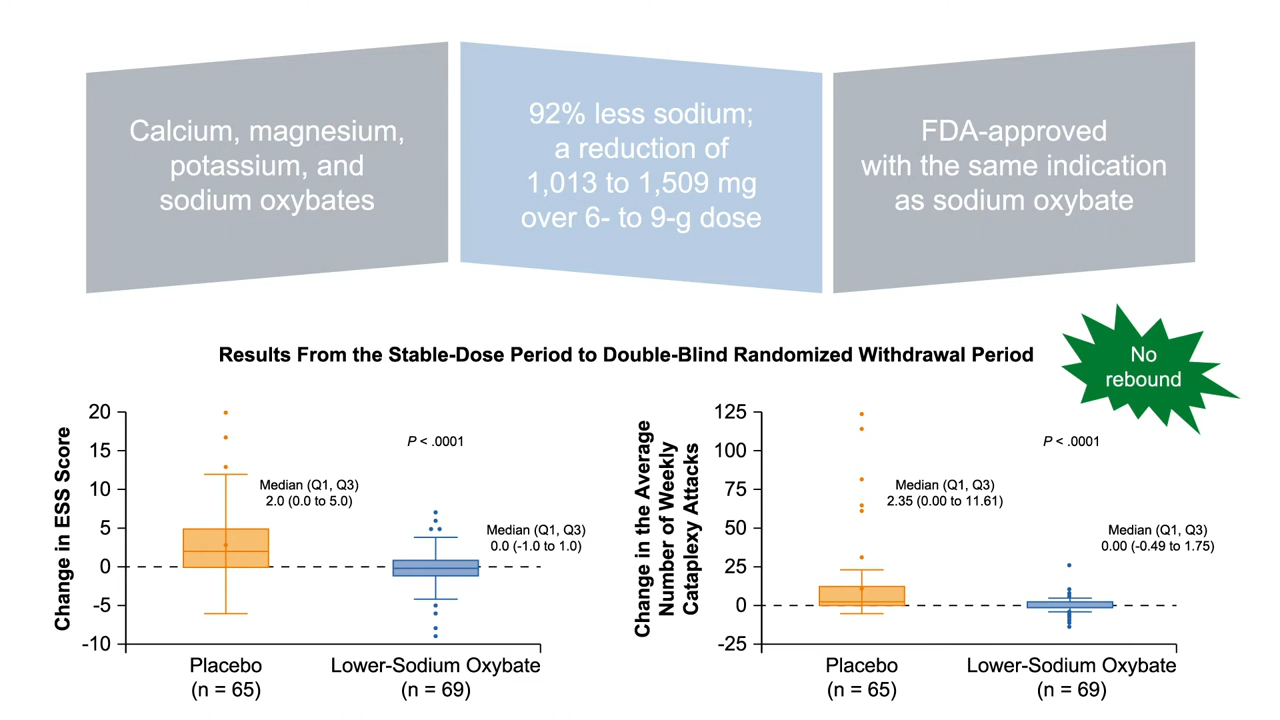 Calcium, magnesium,
potassium, and
sodium oxybates
92% less sodium;
a reduction of
1,013 to 1,509 mg
over 6- to 9-g dose
FDA-approved
with the same indication
as sodium oxybate
Results From the Stable-Dose Period to Double-Blind Randomized Withdrawal Period
No
rebound
Change in ESS Score
20
15
10
5
0
-5
-10
P < .0001
Median (Q1, Q3)
2.0 (0.0 to 5.0)
Median (Q1, Q3)
0.0 (-1.0 to 1.0)
Placebo
(n = 65)
Lower-Sodium Oxybate
(n = 69)
Change in the Average
Number of Weekly
Cataplexy Attacks
125
100
75
50
25
0
-25
P < .0001
Median (Q1, Q3)
2.35 (0.00 to 11.61)
Median (Q1, Q3)
0.00 (-0.49 to 1.75)
Placebo
(n = 65)
Lower-Sodium Oxybate
(n = 69)